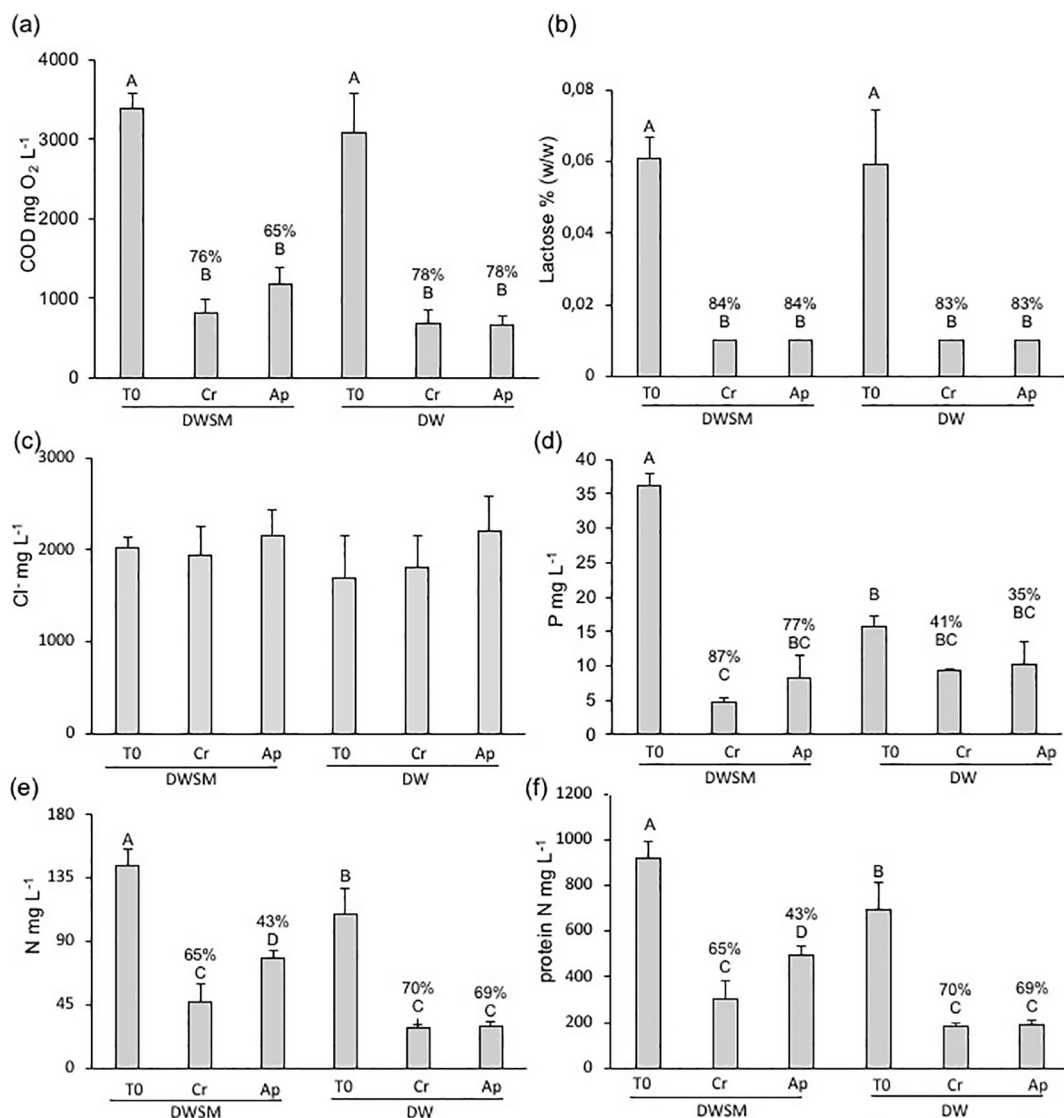 (a)
COD mg O₂ L⁻¹
4000
3000
2000
1000
0
A
76%
B
65%
B
A
78%
B
78%
B
T0 Cr Ap T0 Cr Ap
DWSM DW
(b)
Lactose % (w/w)
0,08
0,06
0,04
0,02
0
A
84%
B
84%
B
A
83%
B
83%
B
T0 Cr Ap T0 Cr Ap
DWSM DW
(c)
Cl⁻ mg L⁻¹
3000
2000
1000
0
T0 Cr Ap T0 Cr Ap
DWSM DW
(d)
P mg L⁻¹
40
35
30
25
20
15
10
5
0
A
87%
C
77%
BC
B
41%
BC
35%
BC
T0 Cr Ap T0 Cr Ap
DWSM DW
(e)
N mg L⁻¹
180
135
90
45
0
A
65%
C
43%
D
B
70%
C
69%
C
T0 Cr Ap T0 Cr Ap
DWSM DW
(f)
protein N mg L⁻¹
1200
1000
800
600
400
200
0
A
65%
C
43%
D
B
70%
C
69%
C
T0 Cr Ap T0 Cr Ap
DWSM DW